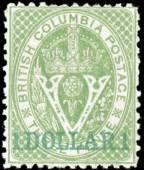 BRITISH COLUMBIA POSTAGE
V
1 DOLLAR 1